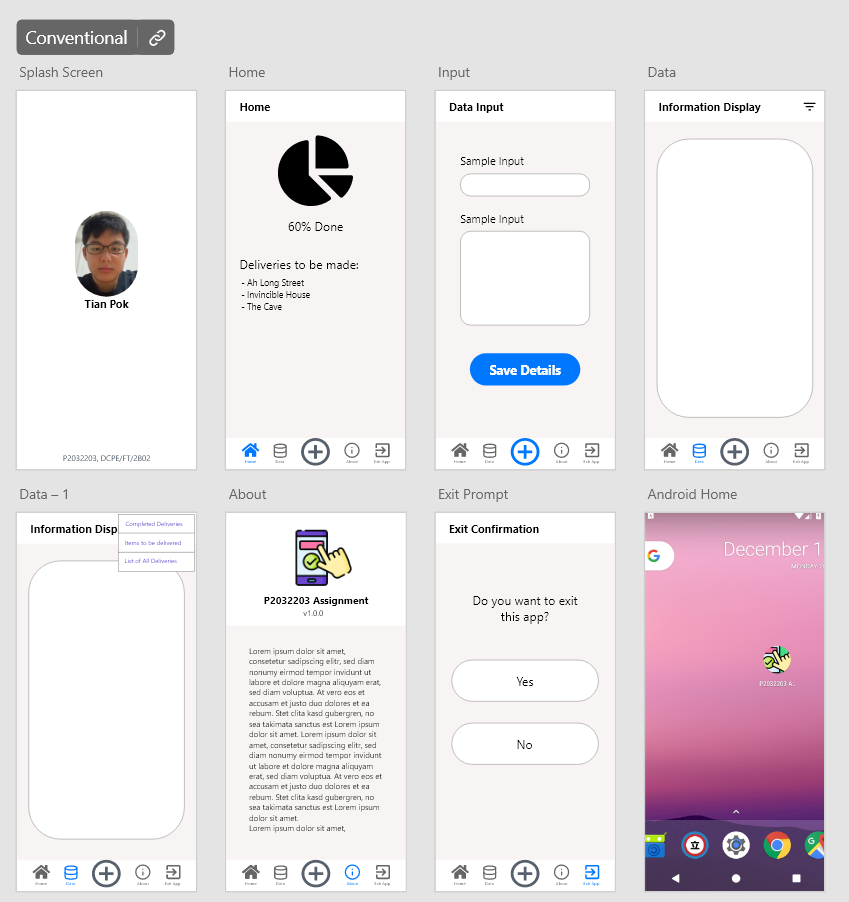 Conventional
Splash Screen
Tian Pok
P2032203, DCPE/FT/2B02
Home
Home
60% Done
Deliveries to be made:
- Ah Long Street
- Invincible House
- The Cave
Home
Data
About
Exit App
Input
Data Input
Sample Input
Sample Input
Save Details
Home
Data
About
Exit App
Data
Information Display
Home
Data
About
Exit App
Data – 1
Information Disp
Completed Deliveries
Items to be delivered
List of All Deliveries
Home
Data
About
Exit App
About
P2032203 Assignment
v1.0.0
Lorem ipsum dolor sit amet,
consetetur sadipscing elitr, sed diam
nonumy eirmod tempor invidunt ut
labore et dolore magna aliquyam erat,
sed diam voluptua. At vero eos et
accusam et justo duo dolores et ea
rebum. Stet clita kasd gubergren, no
sea takimata sanctus est Lorem ipsum
dolor sit amet. Lorem ipsum dolor sit
amet, consetetur sadipscing elitr, sed
diam nonumy eirmod tempor invidunt
ut labore et dolore magna aliquyam
erat, sed diam voluptua. At vero eos et
accusam et justo duo dolores et ea
rebum. Stet clita kasd gubergren, no
sea takimata sanctus est Lorem ipsum
dolor sit amet.
Lorem ipsum dolor sit amet,
Home
Data
About
Exit App
Exit Prompt
Exit Confirmation
Do you want to exit
this app?
Yes
No
Home
Data
About
Exit App
Android Home
G
December 1
MONDAY, 2
P2032203 A...
立